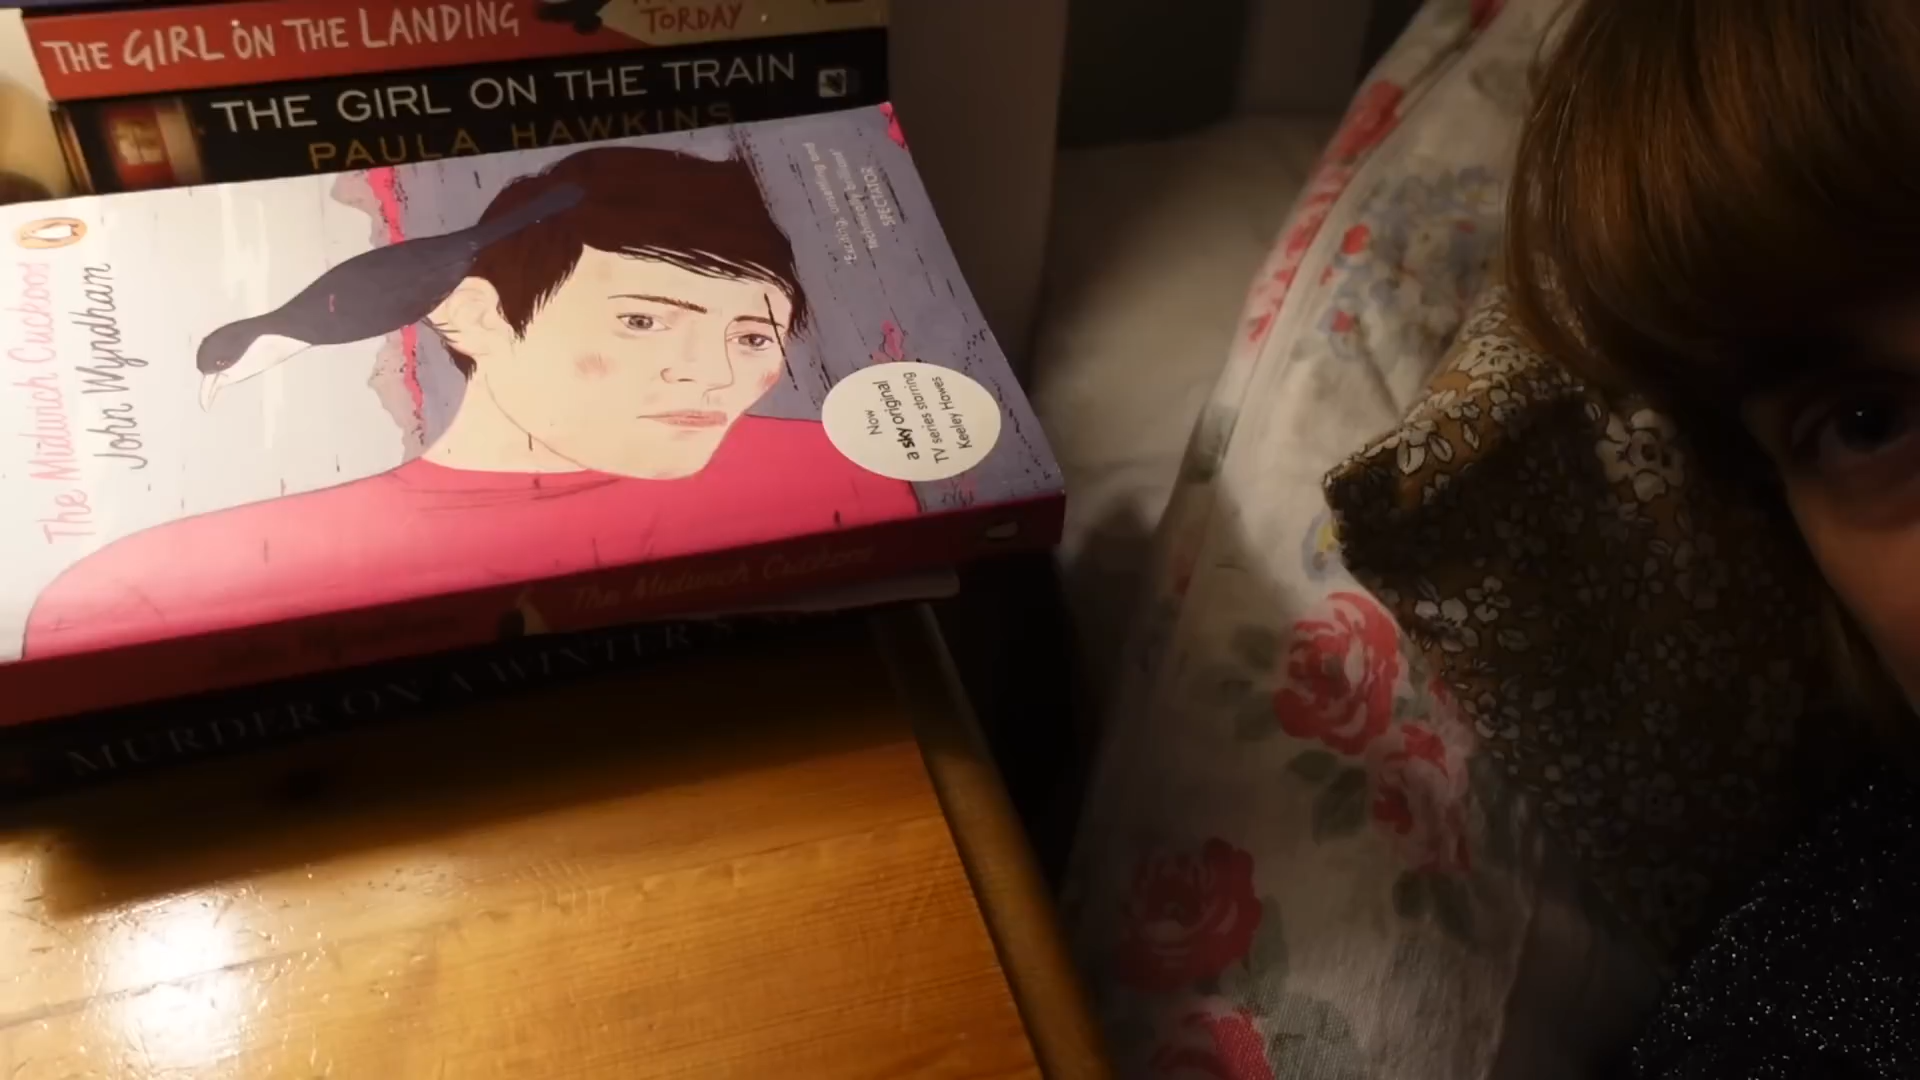 THE GIRL ON THE LANDING
TORDAY
THE GIRL ON THE TRAIN
PAULA HAWKINS
The Midwich Cuckoos
John Wyndham
'Exciting, unsettling and
technically brilliant'
SPECTATOR
Now
a sky original
TV series starring
Keeley Hawes
The Midwich Cuckoos
MURDER ON A WINTER'S